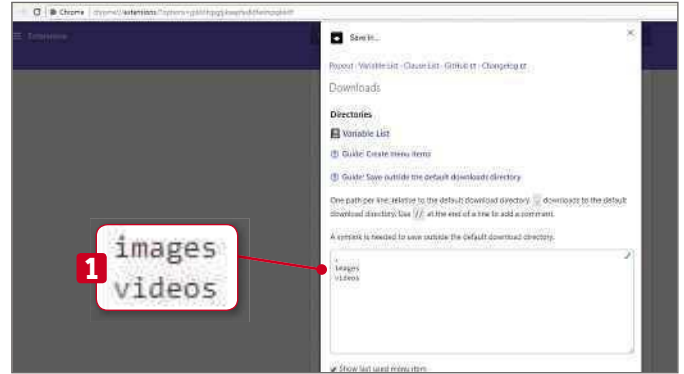 Chrome
Extensions
Save in...
Popout - Variable List - Clause List - GitHub - Changelog
Downloads
Directories
Variable List
Guide: Create menu items
Guide: Save outside the default downloads directory
One path per line, relative to the default download directory. . downloads to the default
download directory. Use // at the end of a line to add a comment.
A symlink is needed to save outside the default download directory.
.
images
videos
1
images
videos
Show last used menu item